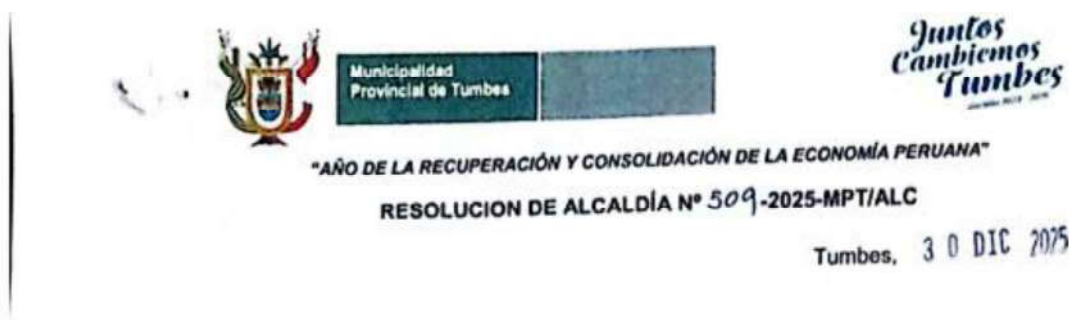 Juntos
Cambiemos
Tumbes
Municipalidad
Provincial de Tumbes
"AÑO DE LA RECUPERACIÓN Y CONSOLIDACIÓN DE LA ECONOMÍA PERUANA"
RESOLUCION DE ALCALDÍA Nº 509-2025-MPT/ALC
Tumbes, 30 DIC 2025